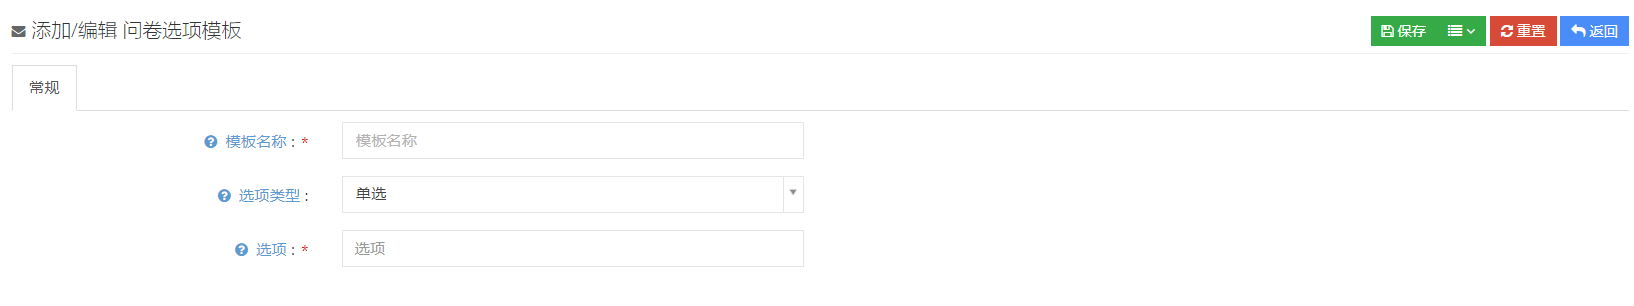 添加/编辑 问卷选项模板
保存 重置 返回
常规
模板名称 : * 模板名称
选项类型 : 单选
选项 : * 选项